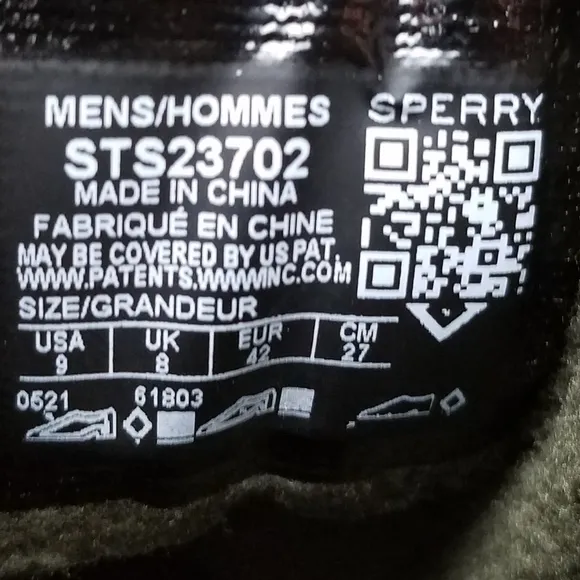 MENS/HOMMES
SPERRY
STS23702
MADE IN CHINA
FABRIQUÉ EN CHINE
MAY BE COVERED BY US PAT.
WWW.PATENTS.WWWINC.COM
SIZE/GRANDEUR
USA UK EUR CM
9 8 42 27
0521 61803